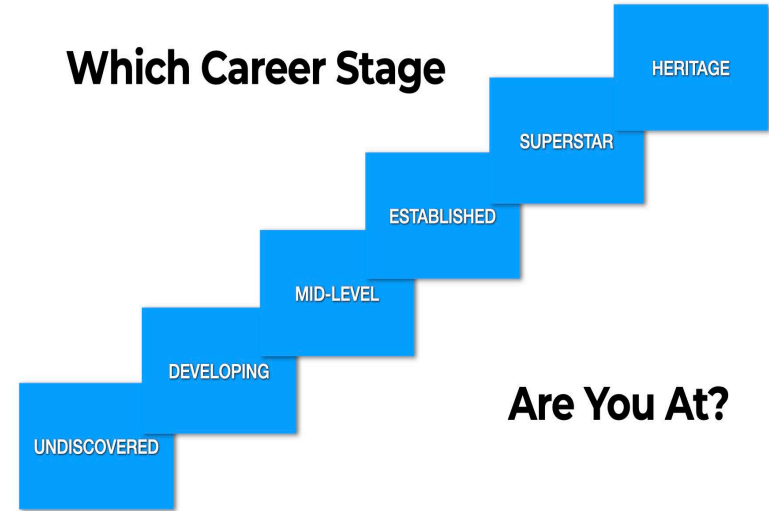 Which Career Stage
HERITAGE
SUPERSTAR
ESTABLISHED
MID-LEVEL
DEVELOPING
UNDISCOVERED
Are You At?